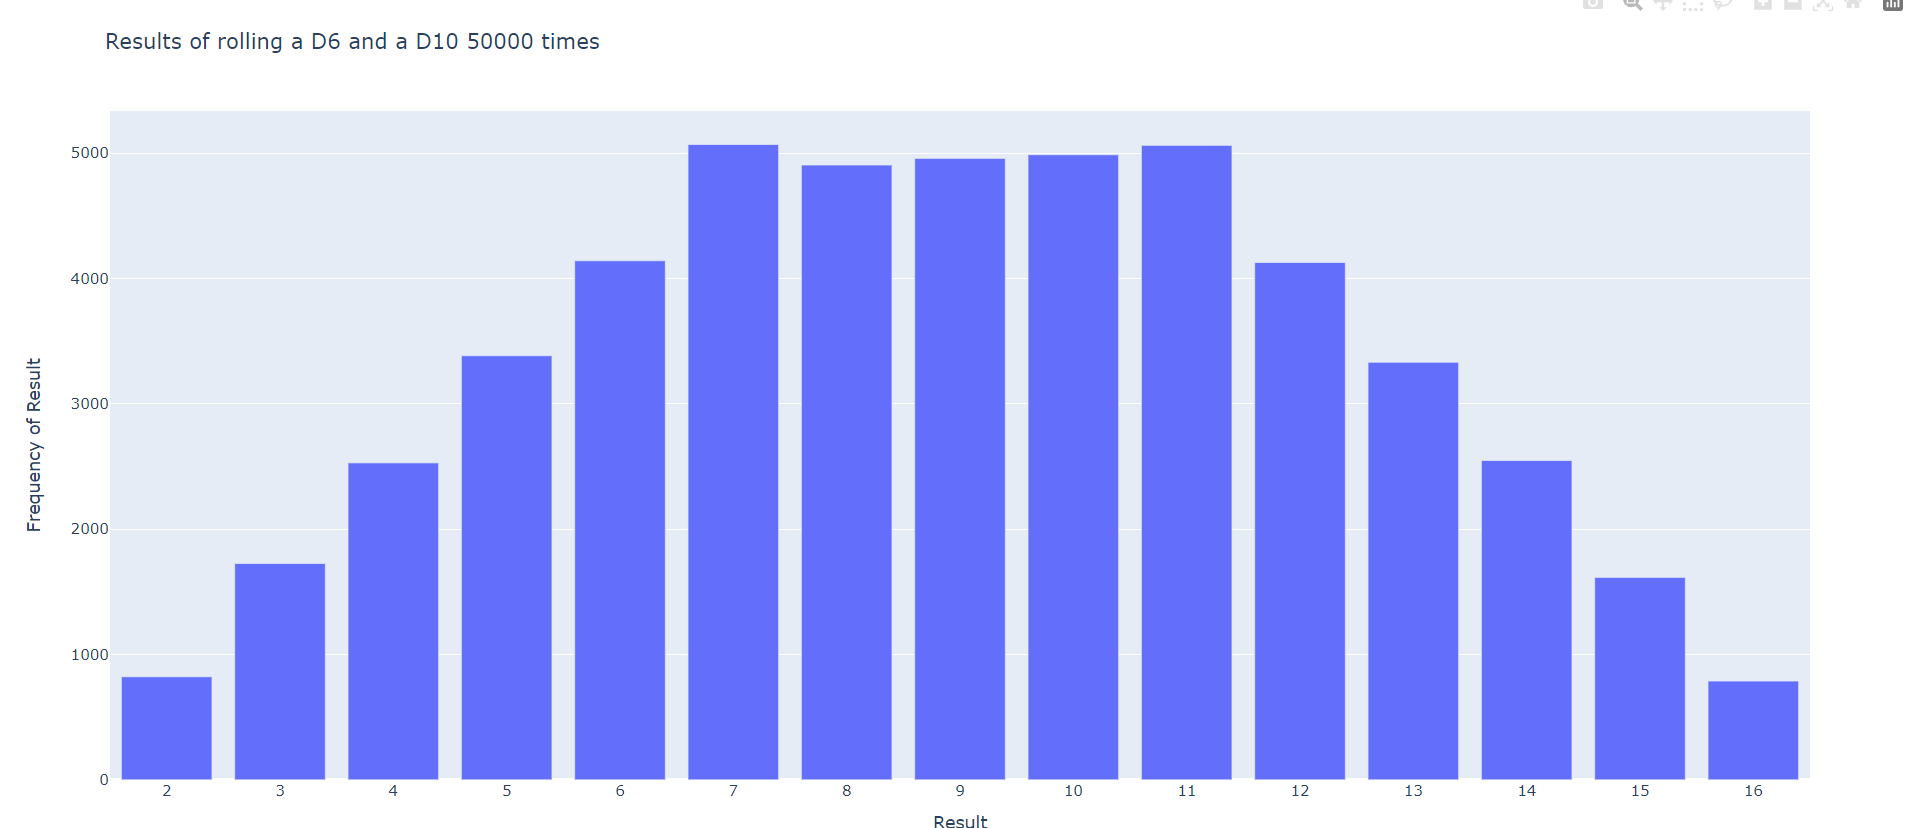 Results of rolling a D6 and a D10 50000 times
Frequency of Result
5000
4000
3000
2000
1000
0
2 3 4 5 6 7 8 9 10 11 12 13 14 15 16
Result